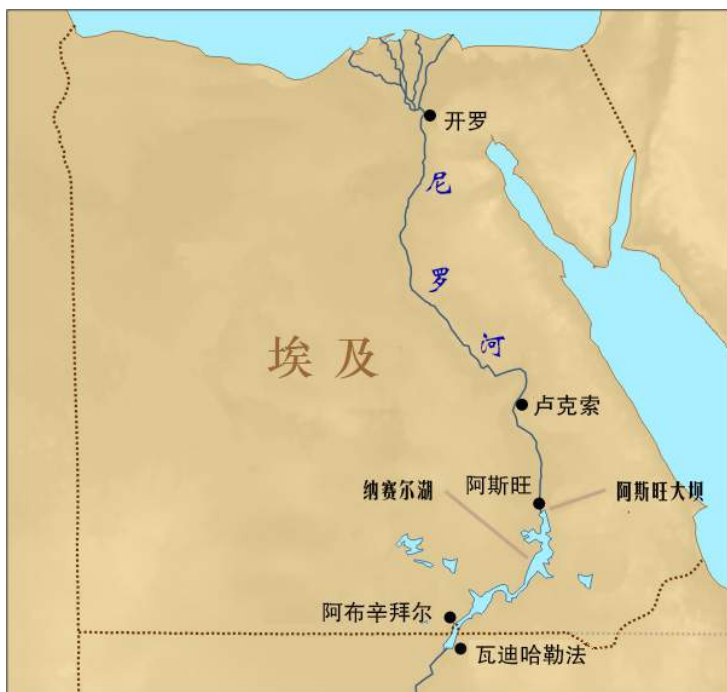 开罗
尼罗河
埃及
卢克索
阿斯旺
纳赛尔湖
阿斯旺大坝
阿布辛拜尔
瓦迪哈勒法